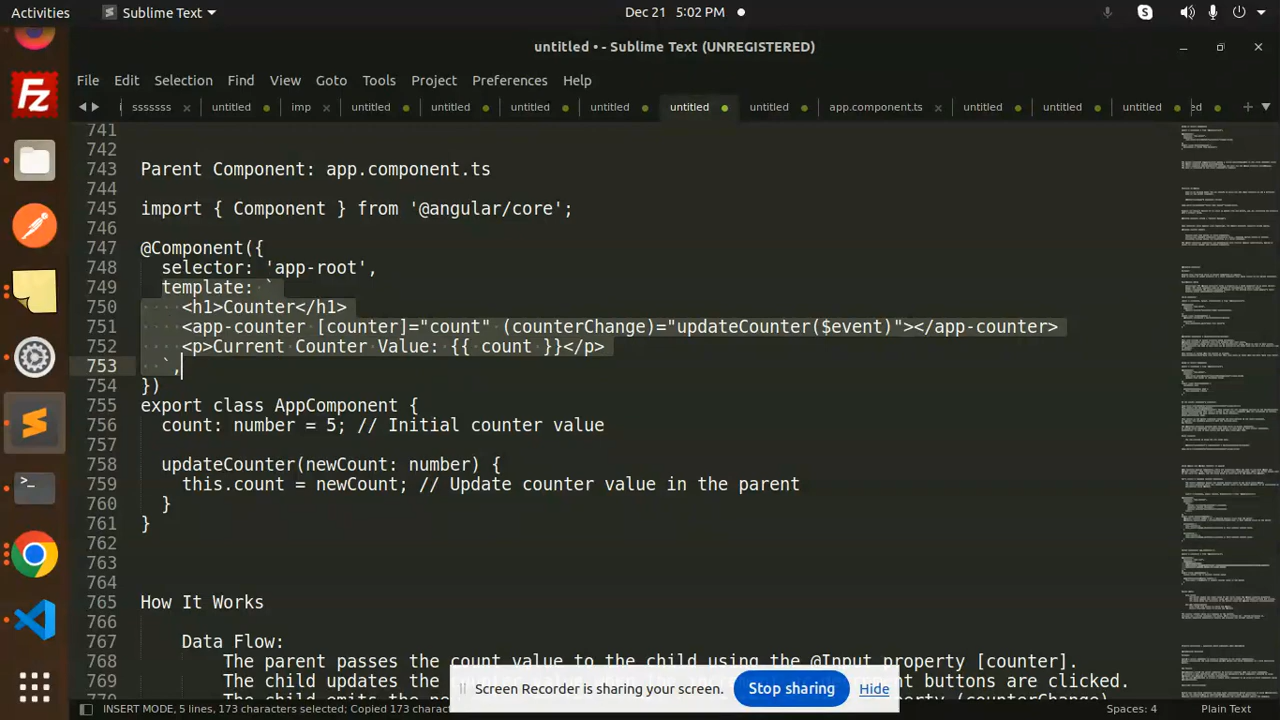 Activities
Sublime Text
Dec 21 5:02 PM
untitled • - Sublime Text (UNREGISTERED)
File Edit Selection Find View Goto Tools Project Preferences Help
sssssss untitled imp untitled untitled untitled untitled untitled untitled app.component.ts untitled untitled untitled ed
741
742
743 Parent Component: app.component.ts
744
745 import { Component } from '@angular/core';
746
747 @Component({
748 selector: 'app-root',
749 template: `
750 <h1>Counter</h1>
751 <app-counter [counter]="count" (counterChange)="updateCounter($event)"></app-counter>
752 <p>Current Counter Value: {{ count }}</p>
753 `,
754 })
755 export class AppComponent {
756 count: number = 5; // Initial counter value
757
758 updateCounter(newCount: number) {
759 this.count = newCount; // Update counter value in the parent
760 }
761 }
762
763
764
765 How It Works
766
767 Data Flow:
768 The parent passes the count value to the child using the @Input property [counter].
769 The child updates the buttons are clicked.
770 (counterChange)
Screen Recorder is sharing your screen.
Stop sharing
Hide
INSERT MODE, 5 lines, 173 characters selected; Copied 173 charac
Spaces: 4
Plain Text